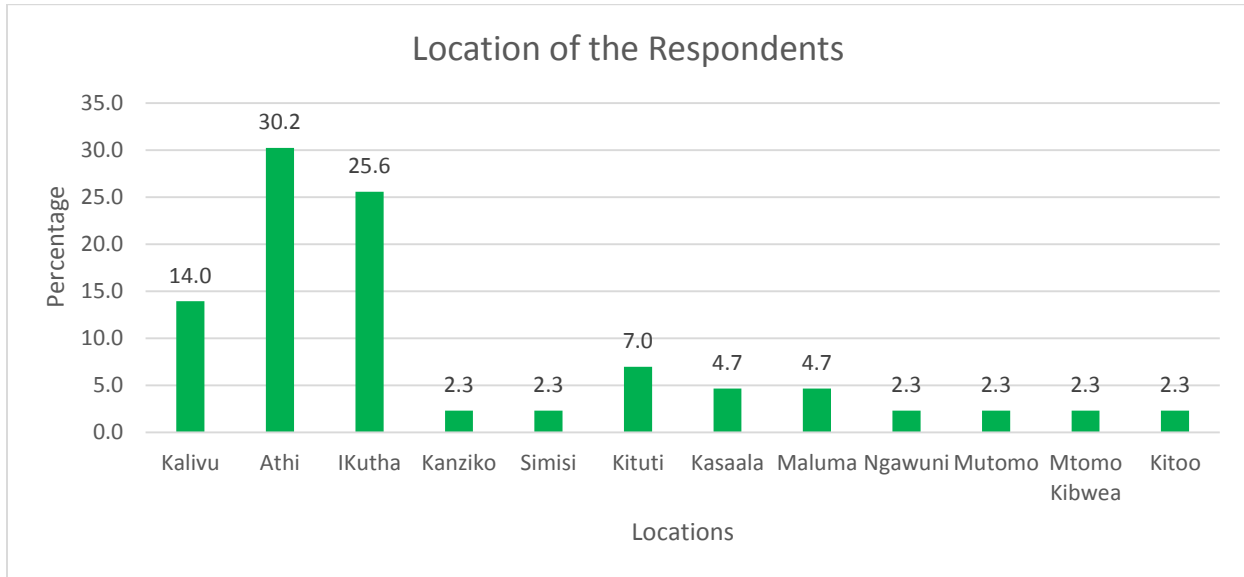 Location of the Respondents
Percentage
35.0
30.0
25.0
20.0
15.0
10.0
5.0
0.0
14.0
30.2
25.6
2.3
2.3
7.0
4.7
4.7
2.3
2.3
2.3
2.3
Kalivu
Athi
IKutha
Kanziko
Simisi
Kituti
Kasaala
Maluma
Ngawuni
Mutomo
Mtomo
Kibwea
Kitoo
Locations